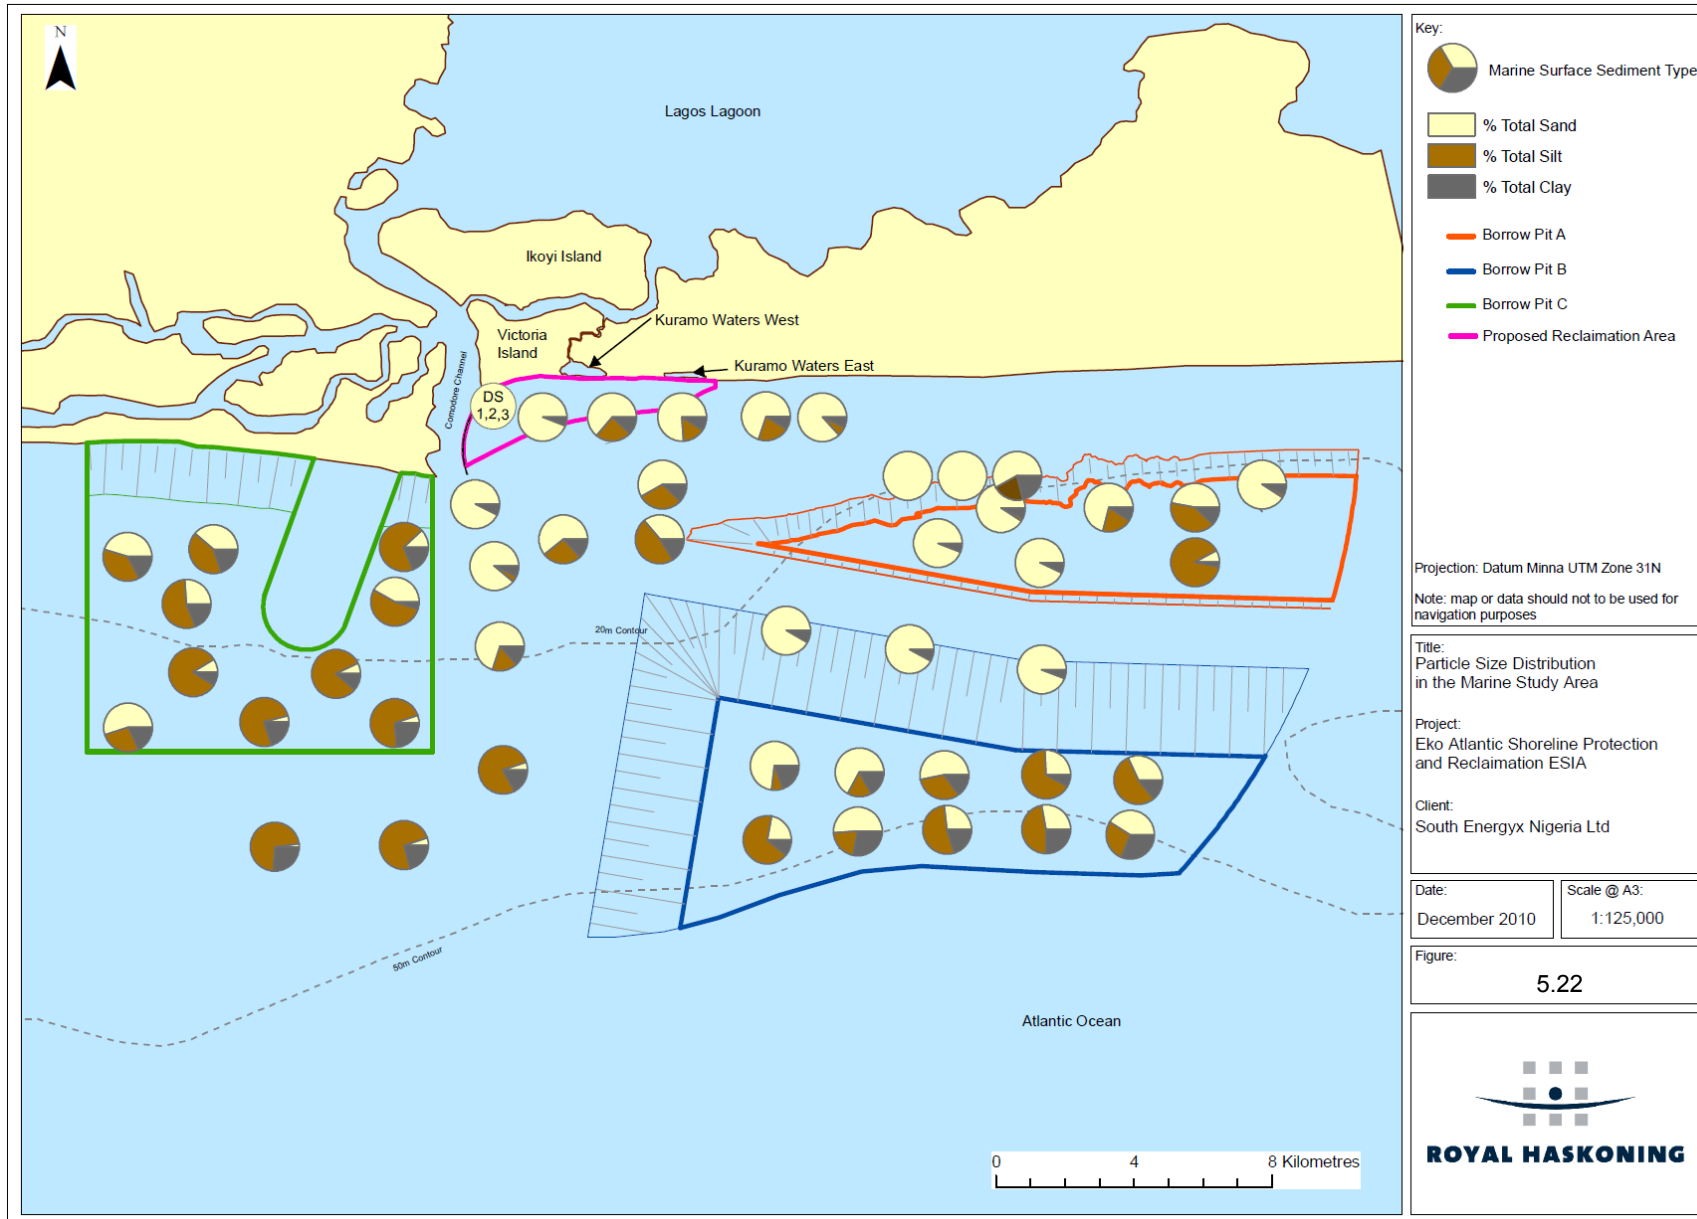 N
Lagos Lagoon
Ikoyi Island
Kuramo Waters West
Victoria
Island
Kuramo Waters East
Comodore Channel
DS
1,2,3
20m Contour
50m Contour
Atlantic Ocean
0 4 8 Kilometres
Key:
Marine Surface Sediment Type
% Total Sand
% Total Silt
% Total Clay
Borrow Pit A
Borrow Pit B
Borrow Pit C
Proposed Reclaimation Area
Projection: Datum Minna UTM Zone 31N
Note: map or data should not to be used for
navigation purposes
Title:
Particle Size Distribution
in the Marine Study Area
Project:
Eko Atlantic Shoreline Protection
and Reclamation ESIA
Client:
South Energyx Nigeria Ltd
Date:
December 2010
Scale @ A3:
1:125,000
Figure:
5.22
ROYAL HASKONING